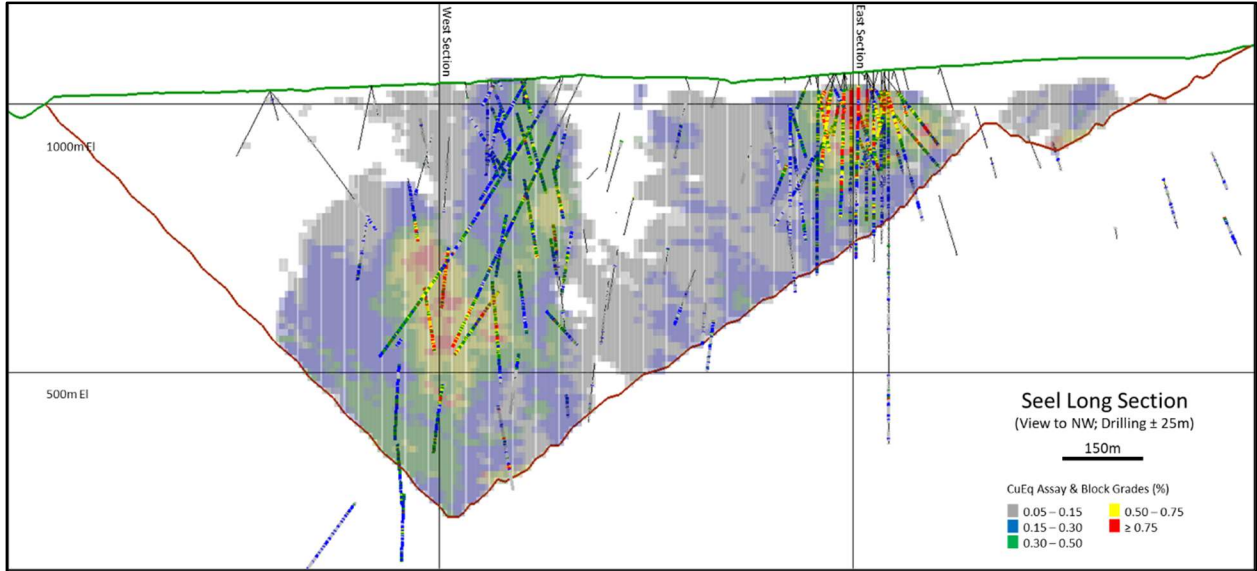 West Section
East Section
1000m El
500m El
Seel Long Section
(View to NW; Drilling ± 25m)
150m
CuEq Assay & Block Grades (%)
0.05 – 0.15
0.50 – 0.75
0.15 – 0.30
≥ 0.75
0.30 – 0.50